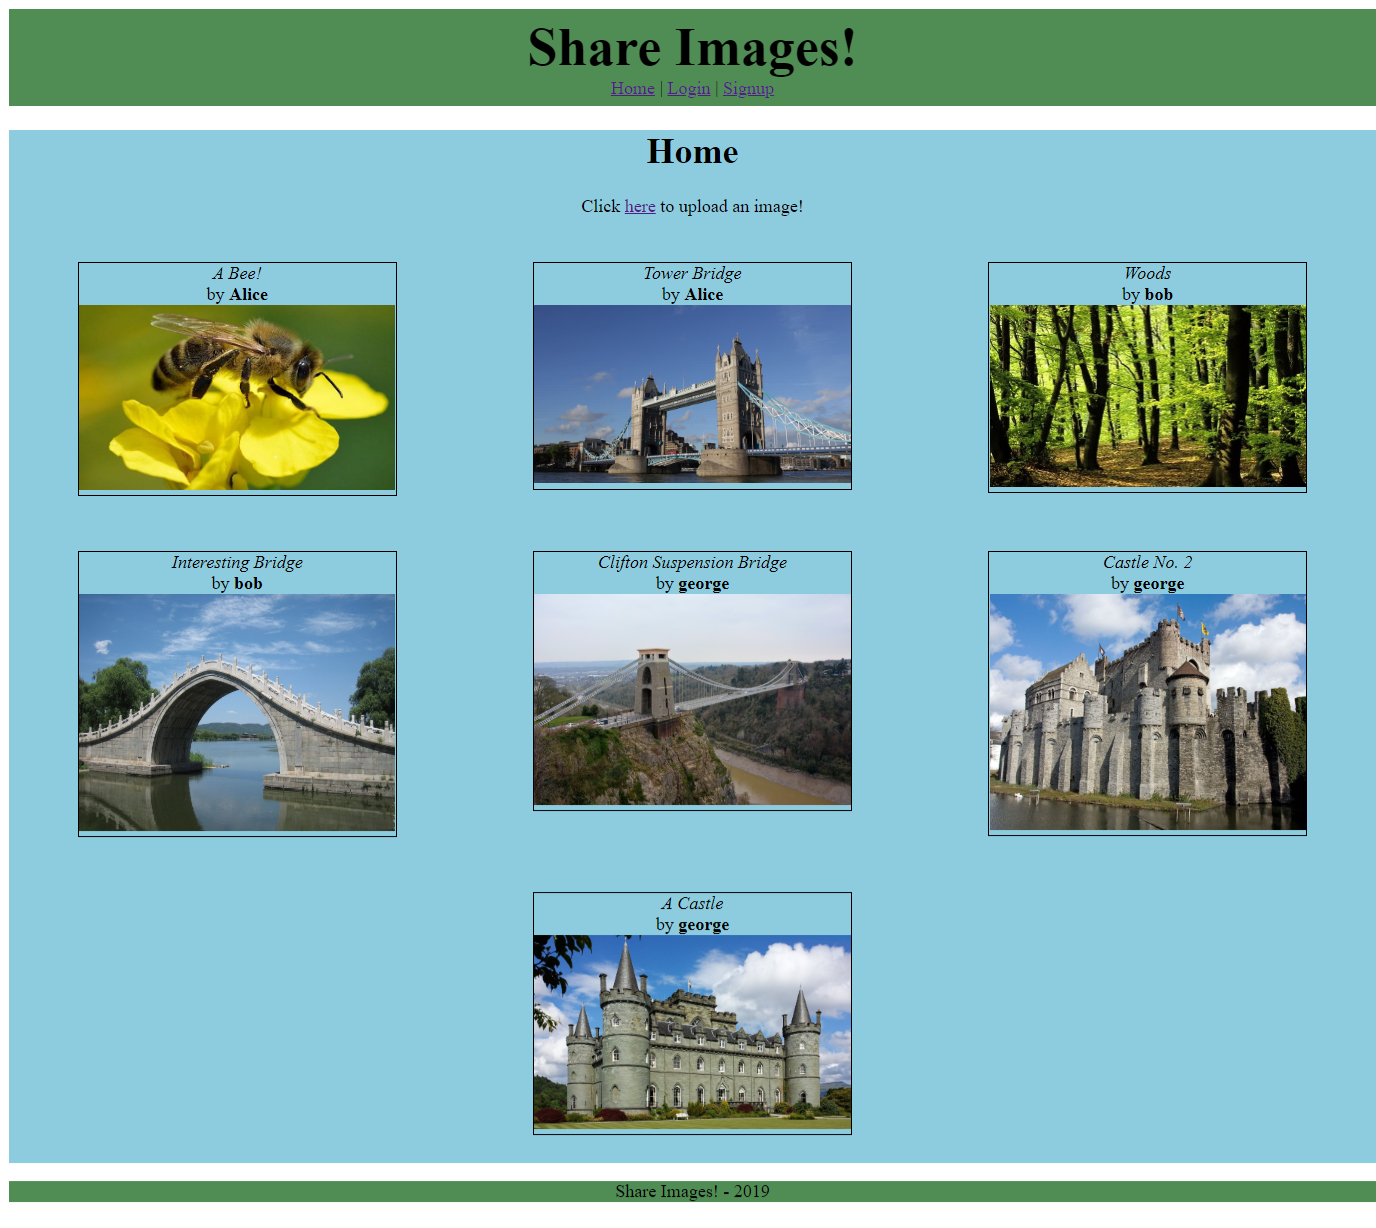 Share Images!
Home | Login | Signup
Home
Click here to upload an image!
A Bee!
by Alice
Tower Bridge
by Alice
Woods
by bob
Interesting Bridge
by bob
Clifton Suspension Bridge
by george
Castle No. 2
by george
A Castle
by george
Share Images! - 2019